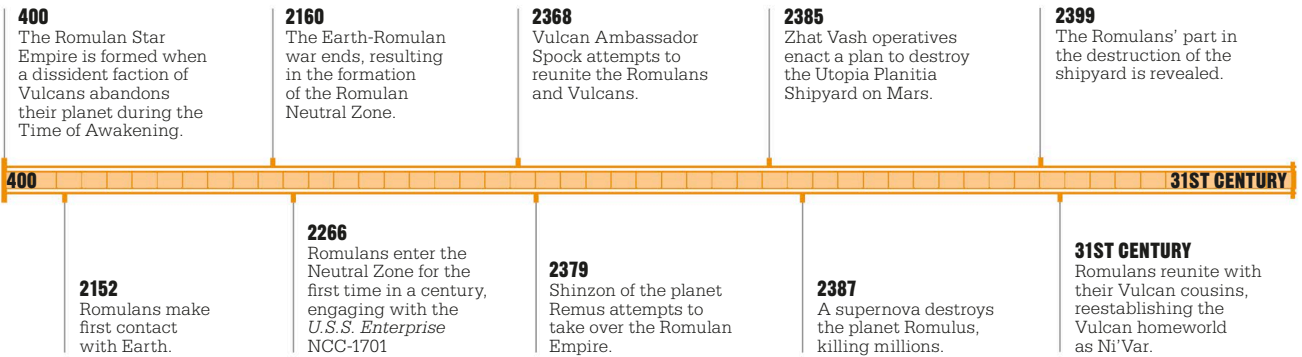 400
The Romulan Star
Empire is formed when
a dissident faction of
Vulcans abandons
their planet during the
Time of Awakening.
2160
The Earth-Romulan
war ends, resulting
in the formation
of the Romulan
Neutral Zone.
2368
Vulcan Ambassador
Spock attempts to
reunite the Romulans
and Vulcans.
2385
Zhat Vash operatives
enact a plan to destroy
the Utopia Planitia
Shipyard on Mars.
2399
The Romulans’ part in
the destruction of the
shipyard is revealed.
400
31ST CENTURY
2152
Romulans make
first contact
with Earth.
2266
Romulans enter the
Neutral Zone for the
first time in a century,
engaging with the
U.S.S. Enterprise
NCC-1701
2379
Shinzon of the planet
Remus attempts to
take over the Romulan
Empire.
2387
A supernova destroys
the planet Romulus,
killing millions.
31ST CENTURY
Romulans reunite with
their Vulcan cousins,
reestablishing the
Vulcan homeworld
as Ni’Var.